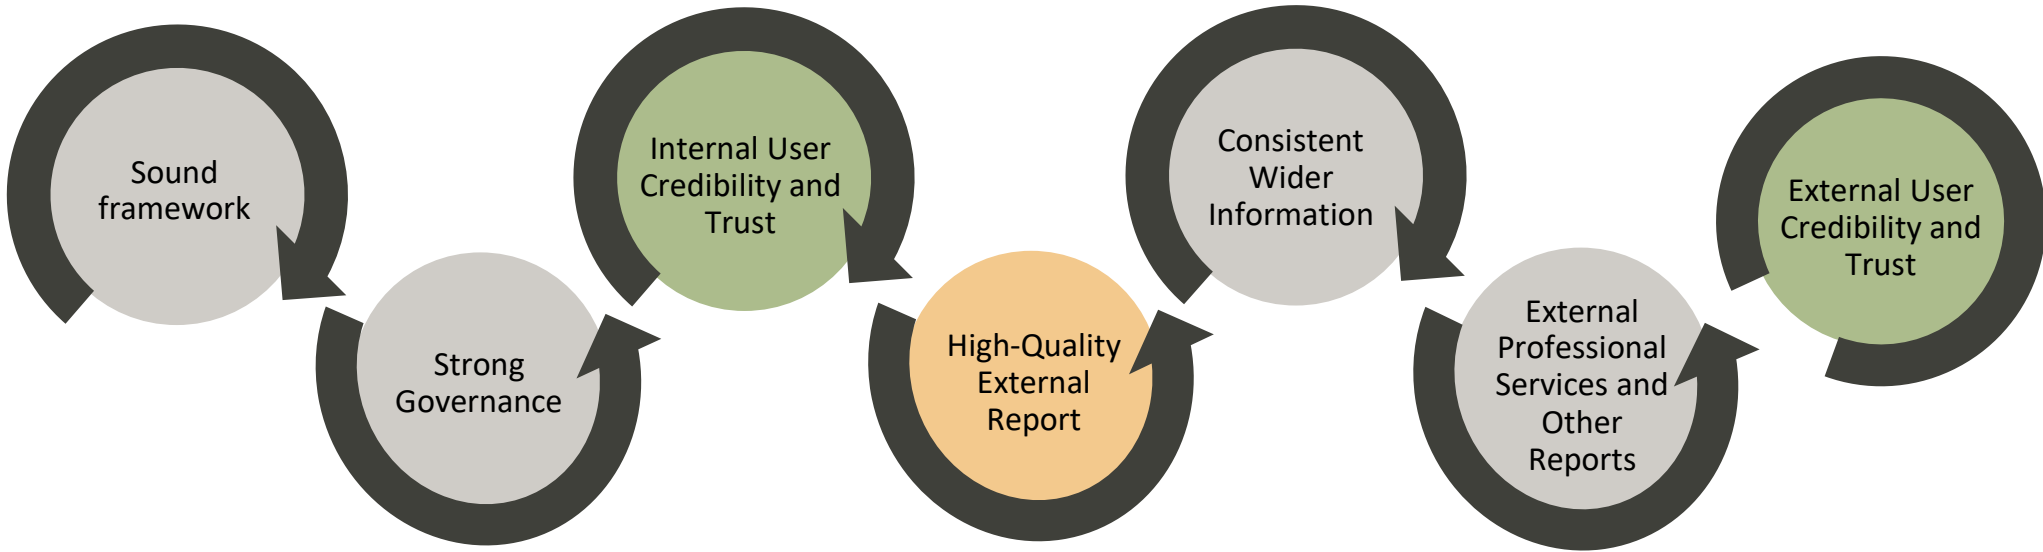 Sound
framework
Strong
Governance
Internal User
Credibility and
Trust
High-Quality
External
Report
Consistent
Wider
Information
External
Professional
Services and
Other
Reports
External User
Credibility and
Trust